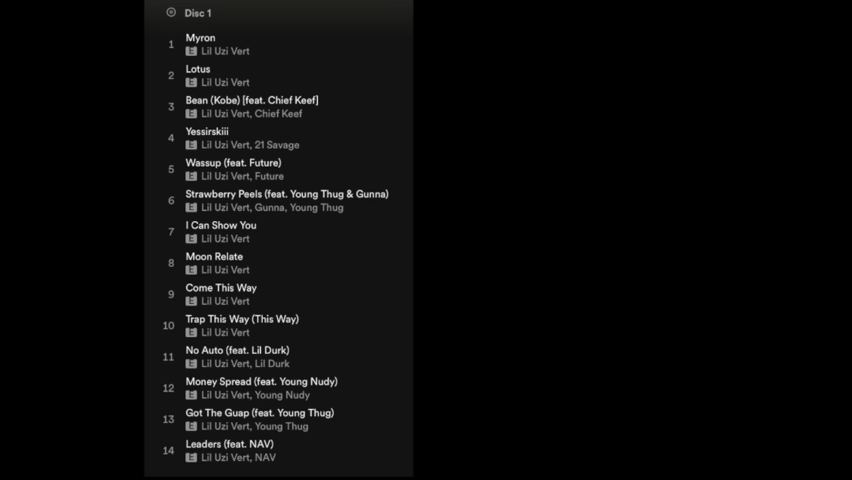 Disc 1
1 Myron
E Lil Uzi Vert
2 Lotus
E Lil Uzi Vert
3 Bean (Kobe) [feat. Chief Keef]
E Lil Uzi Vert, Chief Keef
4 Yessirskiii
E Lil Uzi Vert, 21 Savage
5 Wassup (feat. Future)
E Lil Uzi Vert, Future
6 Strawberry Peels (feat. Young Thug & Gunna)
E Lil Uzi Vert, Gunna, Young Thug
7 I Can Show You
E Lil Uzi Vert
8 Moon Relate
E Lil Uzi Vert
9 Come This Way
E Lil Uzi Vert
10 Trap This Way (This Way)
E Lil Uzi Vert
11 No Auto (feat. Lil Durk)
E Lil Uzi Vert, Lil Durk
12 Money Spread (feat. Young Nudy)
E Lil Uzi Vert, Young Nudy
13 Got The Guap (feat. Young Thug)
E Lil Uzi Vert, Young Thug
14 Leaders (feat. NAV)
E Lil Uzi Vert, NAV